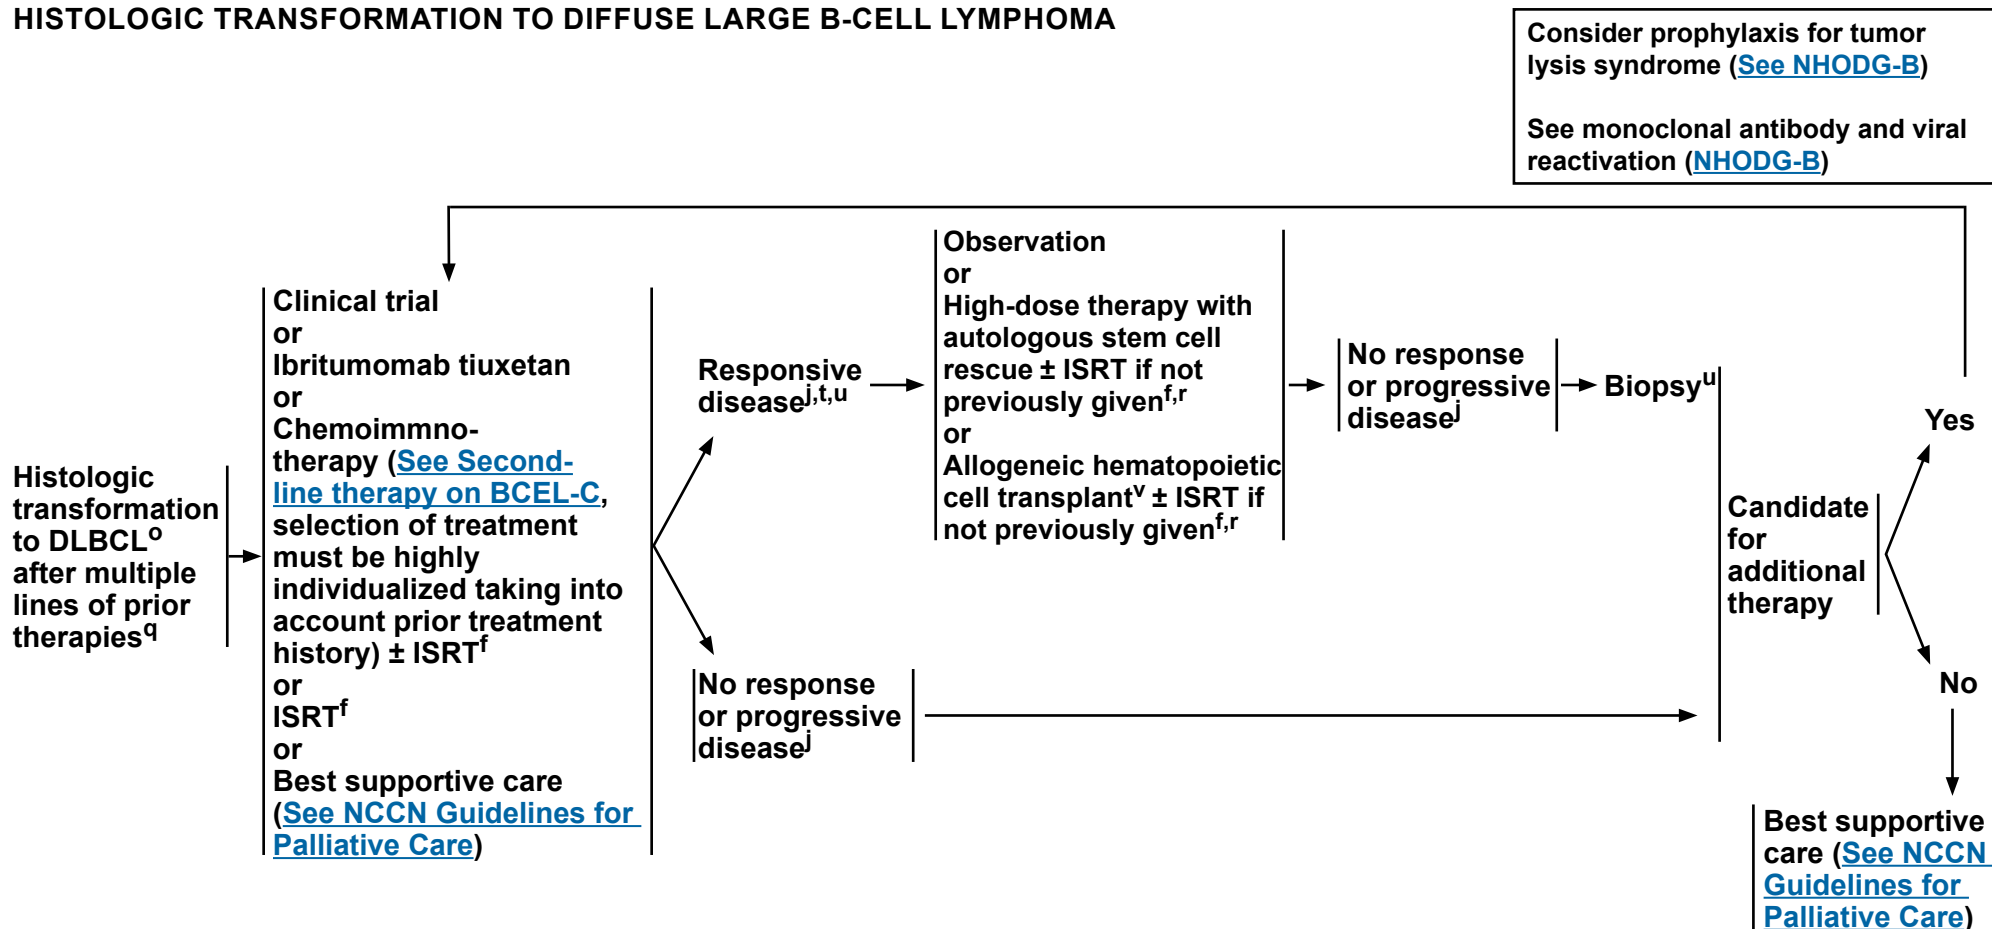 HISTOLOGIC TRANSFORMATION TO DIFFUSE LARGE B-CELL LYMPHOMA
Consider prophylaxis for tumor
lysis syndrome (See NHODG-B)
See monoclonal antibody and viral
reactivation (NHODG-B)
Histologic
transformation
to DLBCLo
after multiple
lines of prior
therapiesq
Clinical trial
or
Ibritumomab tiuxetan
or
Chemoimmno-
therapy (See Second-
line therapy on BCEL-C,
selection of treatment
must be highly
individualized taking into
account prior treatment
history) ± ISRTf
or
ISRTf
or
Best supportive care
(See NCCN Guidelines for
Palliative Care)
Responsive
diseasej,t,u
No response
or progressive
diseasej
Observation
or
High-dose therapy with
autologous stem cell
rescue ± ISRT if not
previously givenf,r
or
Allogeneic hematopoietic
cell transplantv ± ISRT if
not previously givenf,r
No response
or progressive
diseasej
Biopsyu
Candidate
for
additional
therapy
Yes
No
Best supportive
care (See NCCN
Guidelines for
Palliative Care)